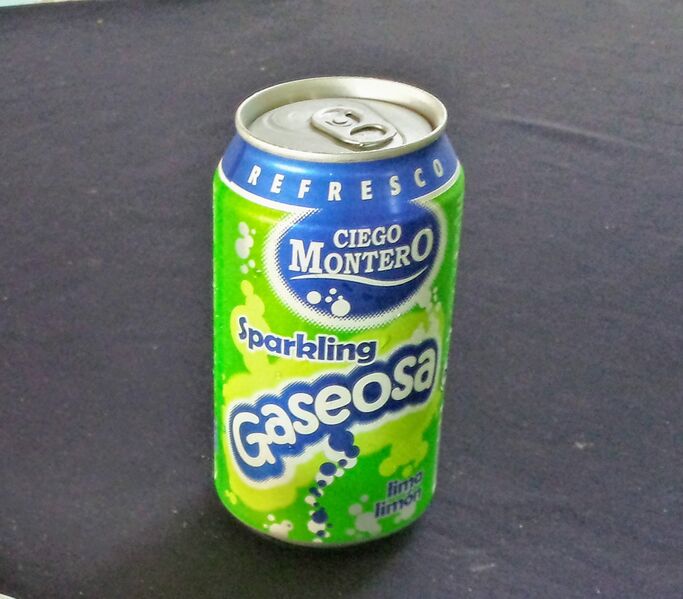 REFRESCO
CIEGO
MONTERO
Sparkling
Gaseosa
lima
limón